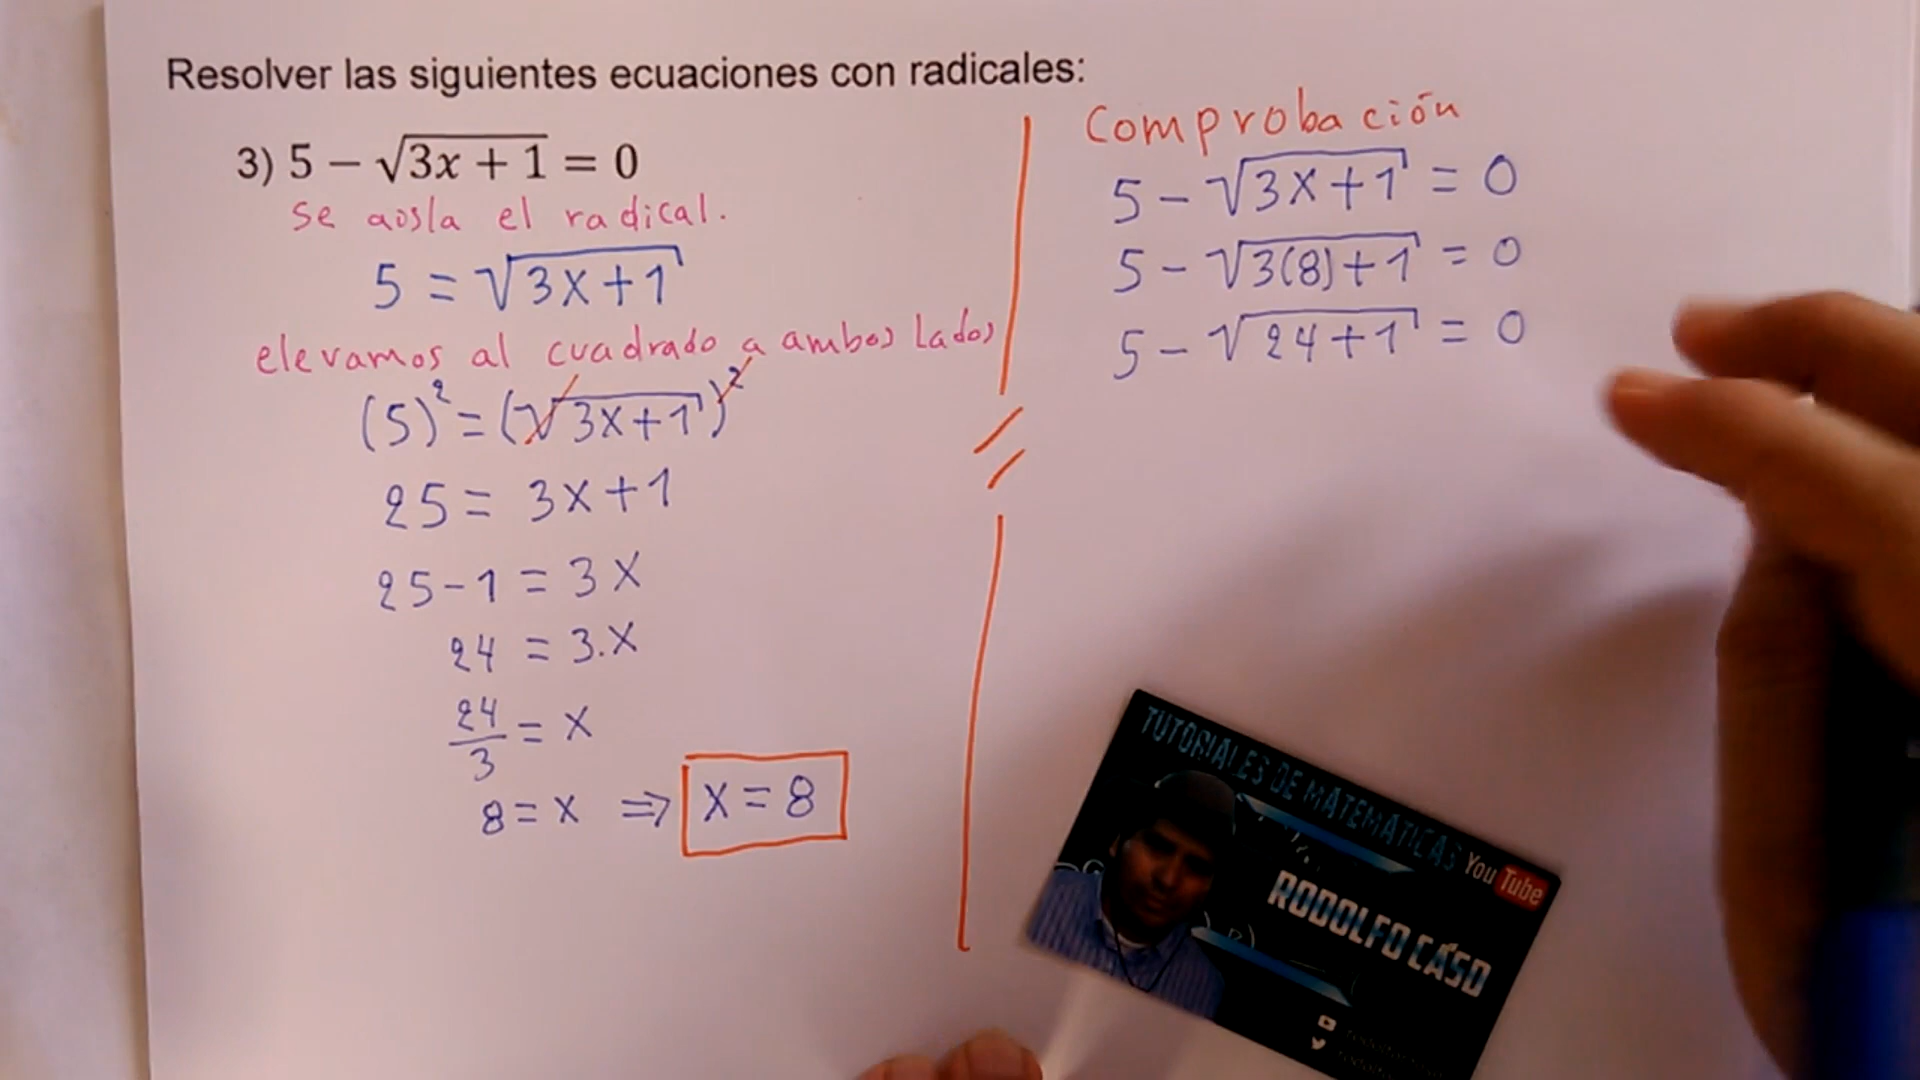 Resolver las siguientes ecuaciones con radicales:
3) 5 − √3x + 1 = 0
se aosla el radical.
5 = √3x+1
elevamos al cuadrado a ambos lados
(5)² = (√3x+1)²
25 = 3x+1
25-1 = 3x
24 = 3.x
24/3 = x
8 = x ⇒ x = 8
Comprobación
5 - √3x+1 = 0
5 - √3(8)+1 = 0
5 - √24+1 = 0
TUTORIALES DE MATEMATICAS YouTube
RODOLFO CASO